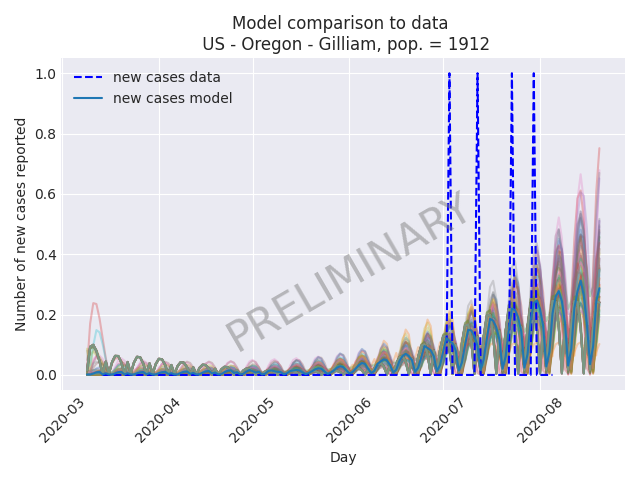 Model comparison to data
US - Oregon - Gilliam, pop. = 1912
new cases data
new cases model
Number of new cases reported
1.0
0.8
0.6
0.4
0.2
0.0
PRELIMINARY
2020-03
2020-04
2020-05
2020-06
2020-07
2020-08
Day